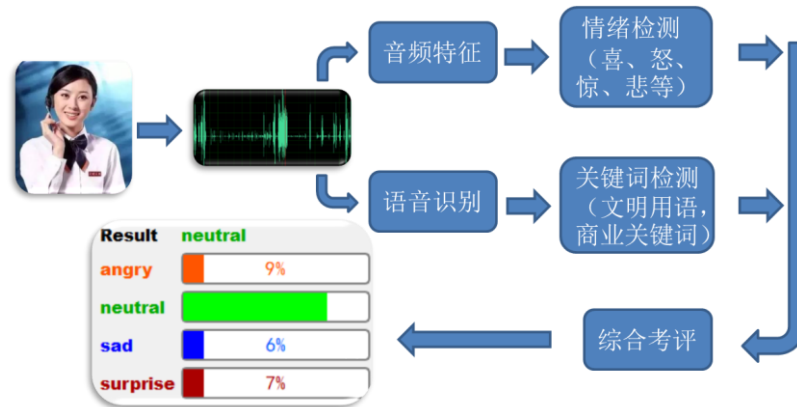 音频特征
情绪检测
（喜、怒、
惊、悲等）
语音识别
关键词检测
（文明用语，
商业关键词）
综合考评
Result neutral
angry 9%
neutral
sad 6%
surprise 7%